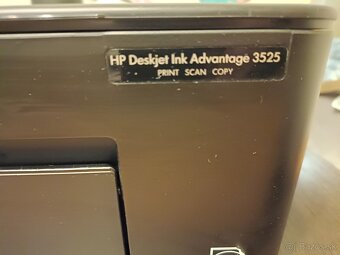 HP Deskjet Ink Advantage 3525
PRINT SCAN COPY